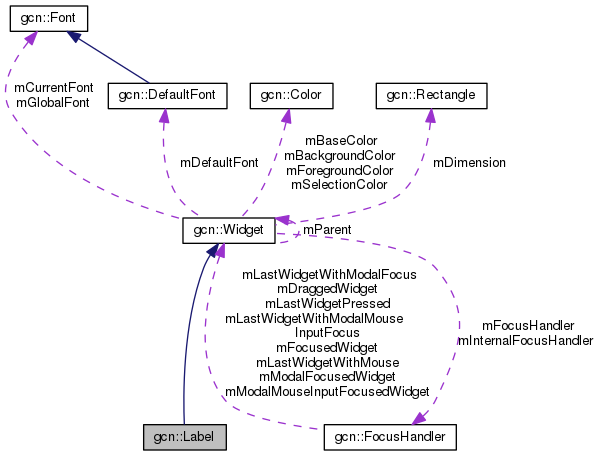 gcn::Font
mCurrentFont
mGlobalFont
gcn::DefaultFont
gcn::Color
gcn::Rectangle
mDefaultFont
mBaseColor
mBackgroundColor
mForegroundColor
mSelectionColor
mDimension
gcn::Widget
mParent
mLastWidgetWithModalFocus
mDraggedWidget
mLastWidgetPressed
mLastWidgetWithModalMouse
InputFocus
mFocusedWidget
mLastWidgetWithMouse
mModalFocusedWidget
mModalMouseInputFocusedWidget
mFocusHandler
mInternalFocusHandler
gcn::Label
gcn::FocusHandler